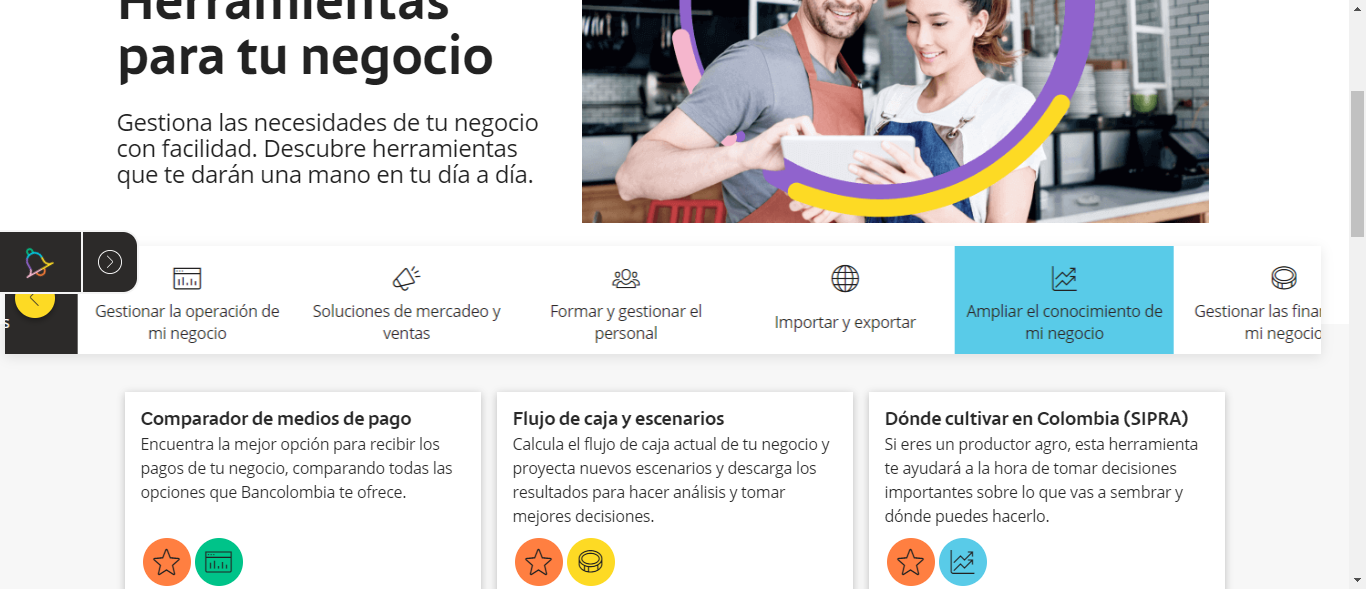 Herramientas
para tu negocio
Gestiona las necesidades de tu negocio
con facilidad. Descubre herramientas
que te darán una mano en tu día a día.
s
Gestionar la operación de
mi negocio
Soluciones de mercadeo y
ventas
Formar y gestionar el
personal
Importar y exportar
Ampliar el conocimiento de
mi negocio
Gestionar las finan
mi negocio
Comparador de medios de pago
Encuentra la mejor opción para recibir los
pagos de tu negocio, comparando todas las
opciones que Bancolombia te ofrece.
Flujo de caja y escenarios
Calcula el flujo de caja actual de tu negocio y
proyecta nuevos escenarios y descarga los
resultados para hacer análisis y tomar
mejores decisiones.
Dónde cultivar en Colombia (SIPRA)
Si eres un productor agro, esta herramienta
te ayudará a la hora de tomar decisiones
importantes sobre lo que vas a sembrar y
dónde puedes hacerlo.